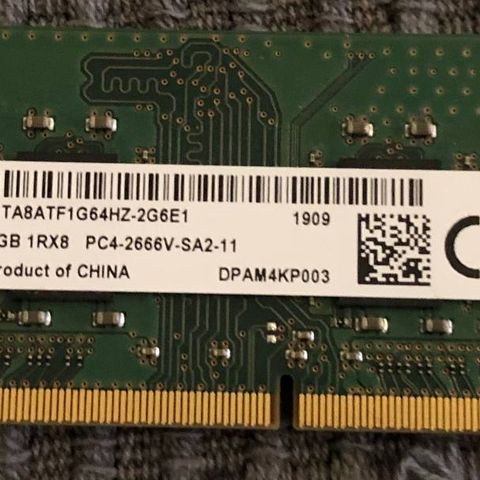 TA8ATF1G64HZ-2G6E1 1909
GB 1RX8 PC4-2666V-SA2-11
roduct of CHINA DPAM4KP003